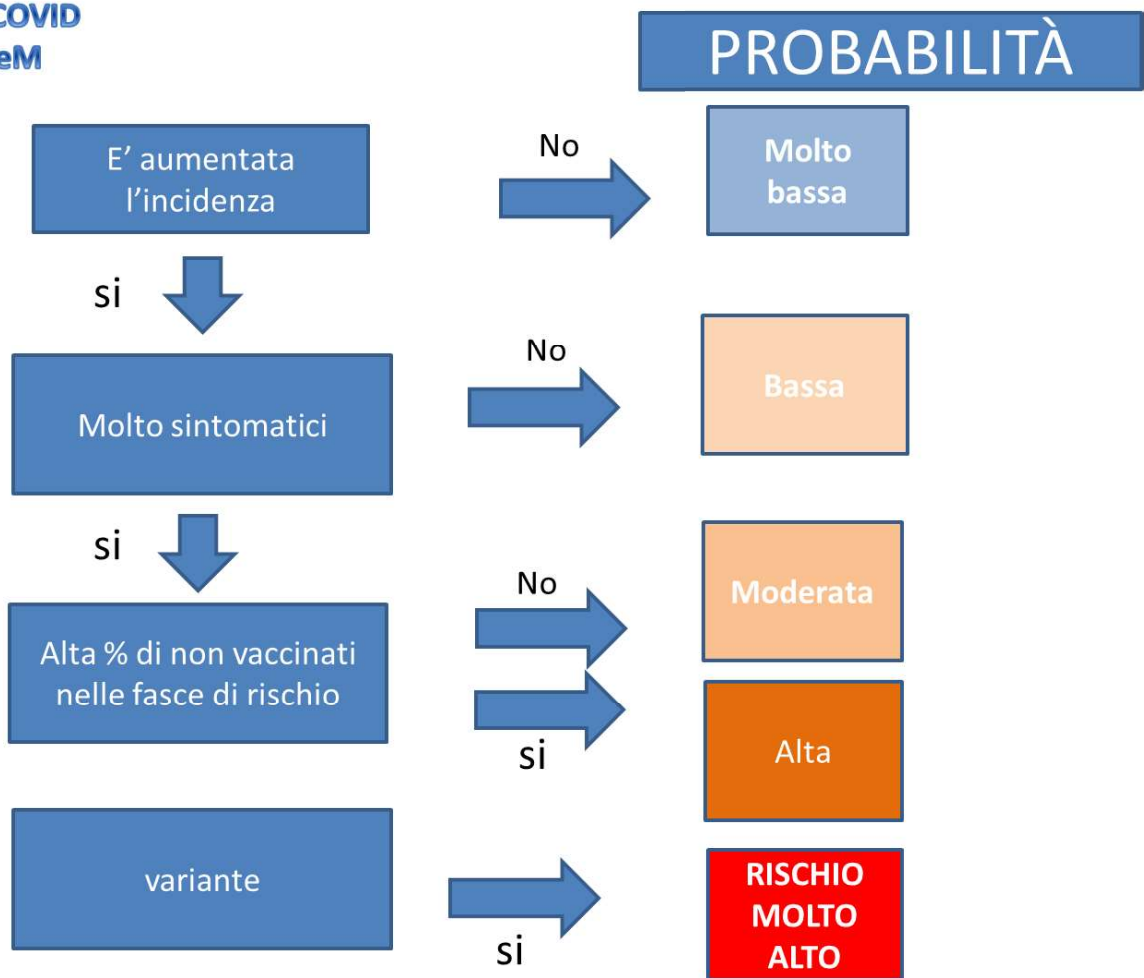 COVID
eM
PROBABILITÀ
E’ aumentata
l’incidenza
No
Molto
bassa
si
Molto sintomatici
No
Bassa
si
Alta % di non vaccinati
nelle fasce di rischio
No
Moderata
si
Alta
variante
si
RISCHIO
MOLTO
ALTO